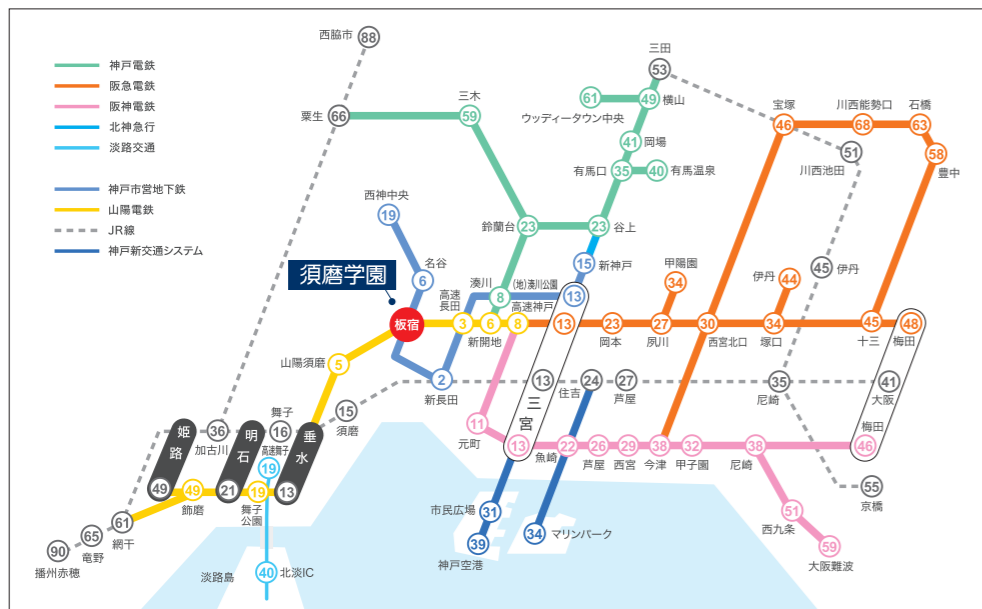 神戸電鉄
阪急電鉄
阪神電鉄
北神急行
淡路交通
神戸市営地下鉄
山陽電鉄
JR線
神戸新交通システム
西脇市
88
粟生
66
三木
59
三田
53
61
ウッディータウン中央
49
横山
41
岡場
有馬口
35
40
有馬温泉
鈴蘭台
23
23
谷上
宝塚
46
川西能勢口
68
石橋
63
58
豊中
51
川西池田
45
伊丹
西神中央
19
名谷
6
須磨学園
板宿
高速
長田
3
湊川
8
(地)湊川公園
13
15
新神戸
新開地
6
高速神戸
8
13
23
岡本
甲陽園
34
27
夙川
30
西宮北口
伊丹
44
34
塚口
45
十三
48
梅田
山陽須磨
5
2
新長田
15
須磨
13
三宮
24
住吉
27
芦屋
35
尼崎
41
大阪
梅田
46
元町
11
13
22
魚崎
26
芦屋
29
西宮
38
今津
32
甲子園
38
尼崎
55
京橋
51
西九条
59
大阪難波
31
市民広場
39
神戸空港
34
マリンパーク
姫路
49
36
加古川
明石
21
舞子
16
高速舞子
19
垂水
13
49
飾磨
19
舞子
公園
61
網干
65
竜野
90
播州赤穂
淡路島
40
北淡IC